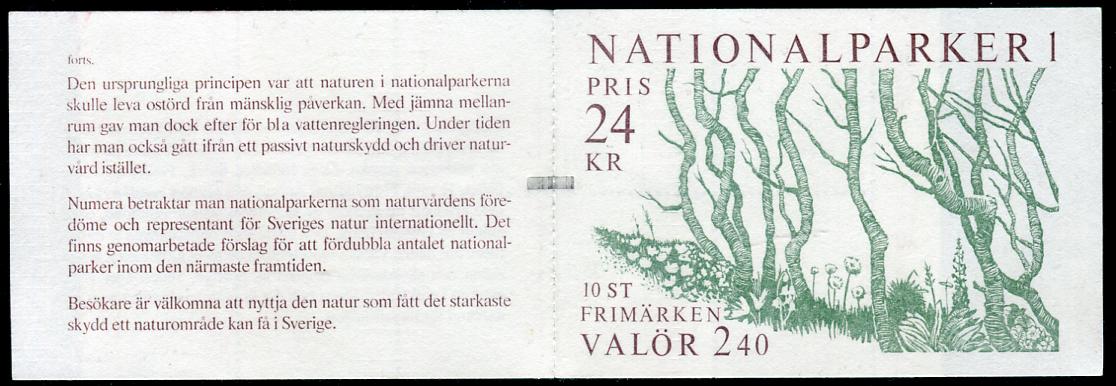 forts.
Den ursprungliga principen var att naturen i nationalparkerna
skulle leva ostörd från mänsklig påverkan. Med jämna mellan-
rum gav man dock efter för bl a vattenregleringen. Under tiden
har man också gått ifrån ett passivt naturskydd och driver natur-
vård istället.
Numera betraktar man nationalparkerna som naturvårdens före-
döme och representant för Sveriges natur internationellt. Det
finns genomarbetade förslag för att fördubbla antalet national-
parker inom den närmaste framtiden.
Besökare är välkomna att nyttja den natur som fått det starkaste
skydd ett naturområde kan få i Sverige.
NATIONALPARKER 1
PRIS
24
KR
10 ST
FRIMÄRKEN
VALÖR 2 40